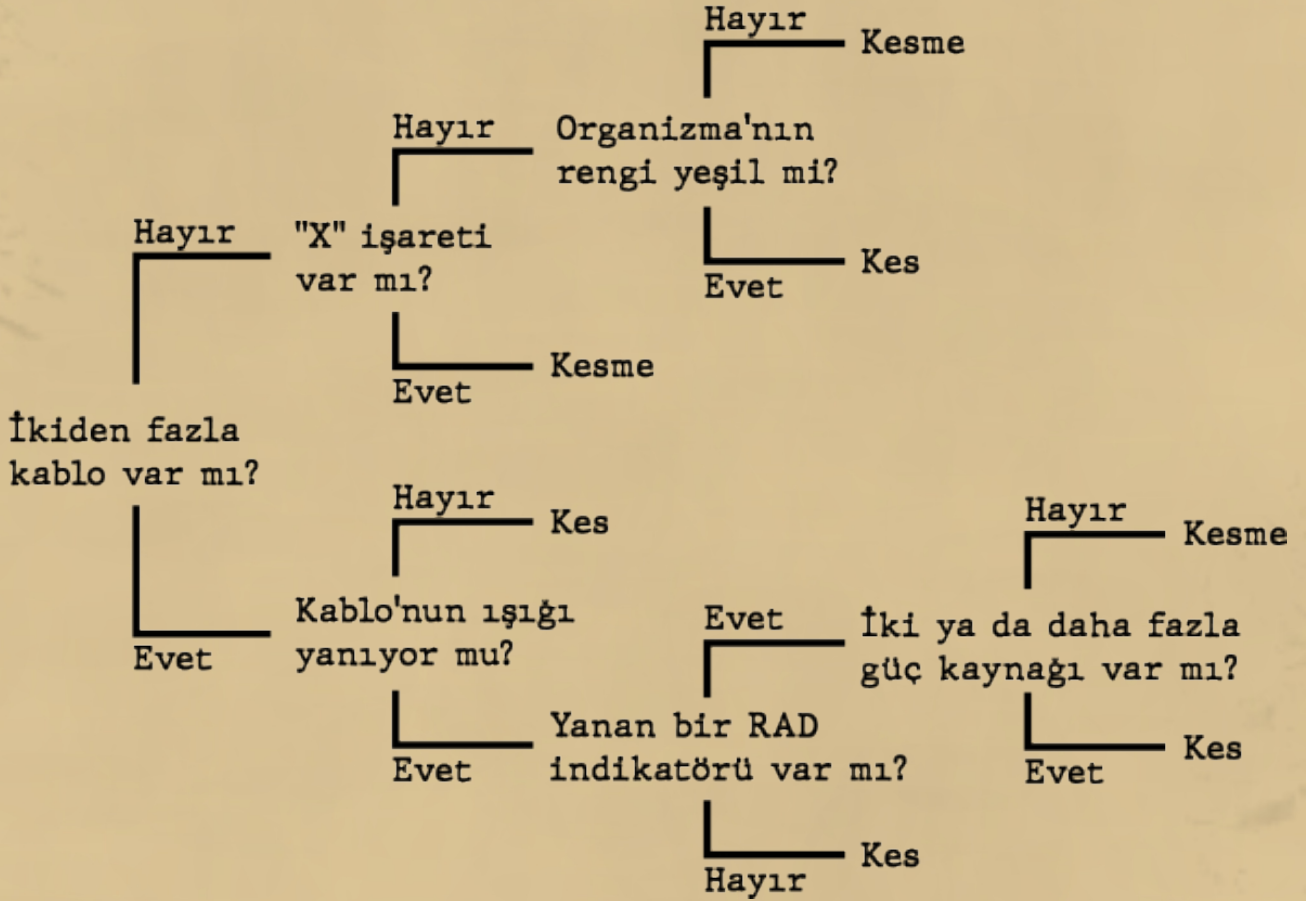 Hayır
Kesme
Hayır
Organizma'nın
rengi yeşil mi?
Hayır
"X" işareti
var mı?
Kes
Evet
Kesme
Evet
İkiden fazla
kablo var mı?
Hayır
Kes
Hayır
Kesme
Kablo'nun ışığı
yanıyor mu?
Evet
İki ya da daha fazla
güç kaynağı var mı?
Evet
Yanan bir RAD
indikatörü var mı?
Evet
Kes
Evet
Kes
Hayır